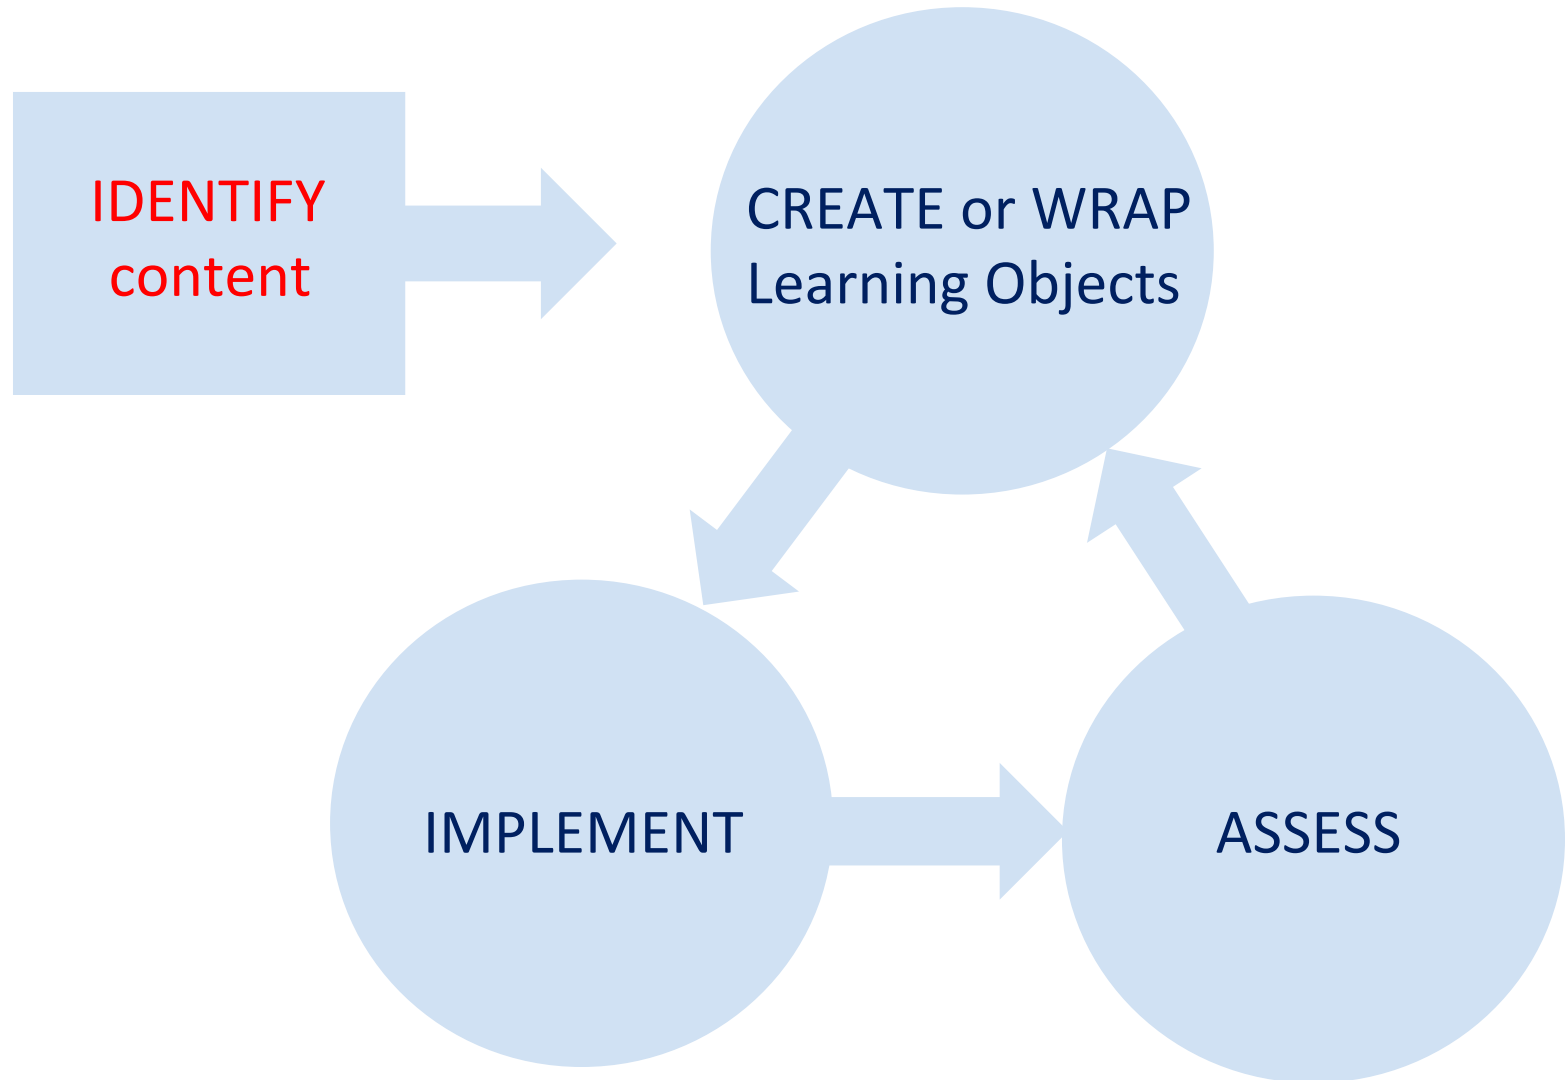 IDENTIFY
content
CREATE or WRAP
Learning Objects
IMPLEMENT
ASSESS